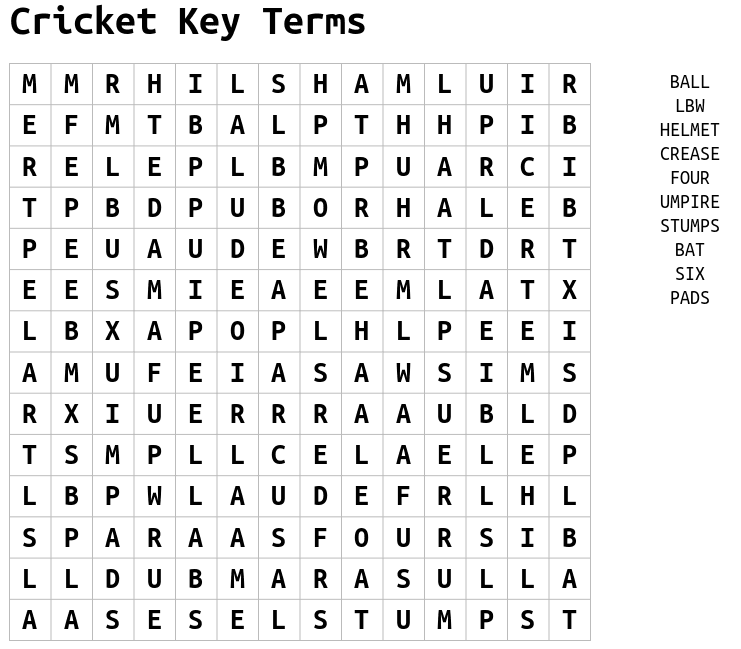 Cricket Key Terms
M M R H I L S H A M L U I R
E F M T B A L P T H H P I B
R E L E P L B M P U A R C I
T P B D P U B O R H A L E B
P E U A U D E W B R T D R T
E E S M I E A E E M L A T X
L B X A P O P L H L P E E I
A M U F E I A S A W S I M S
R X I U E R R R A A U B L D
T S M P L L C E L A E L E P
L B P W L A U D E F R L H L
S P A R A A S F O U R S I B
L L D U B M A R A S U L L A
A A S E S E L S T U M P S T
BALL
LBW
HELMET
CREASE
FOUR
UMPIRE
STUMPS
BAT
SIX
PADS